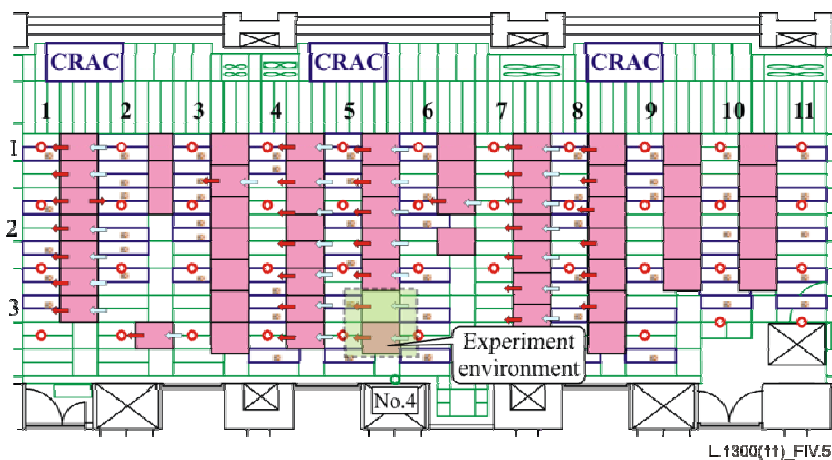 CRAC CRAC CRAC
1 2 3 4 5 6 7 8 9 10 11
1
2
3
Experiment
environment
No.4
L.1300(11)_FIV.5